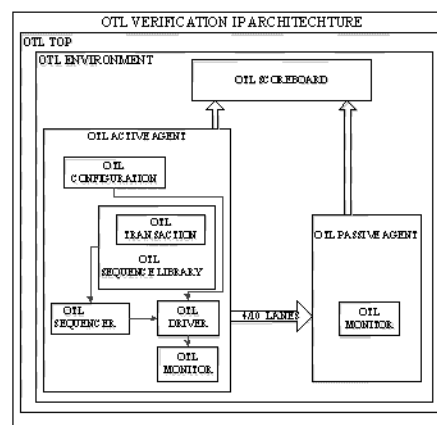 OTL VERIFICATION IP ARCHITECHTURE
OTL TOP
OTL ENVIRONMENT
OTL SCOREBOARD
OTL ACTIVE AGENT
OTL
CONFIGURATION
OTL
TRANSACTION
OTL
SEQUENCE LIBRARY
OTL
SEQUENCER
OTL
DRIVER
OTL
MONITOR
4/10 LANES
OTL PASSIVE AGENT
OTL
MONITOR